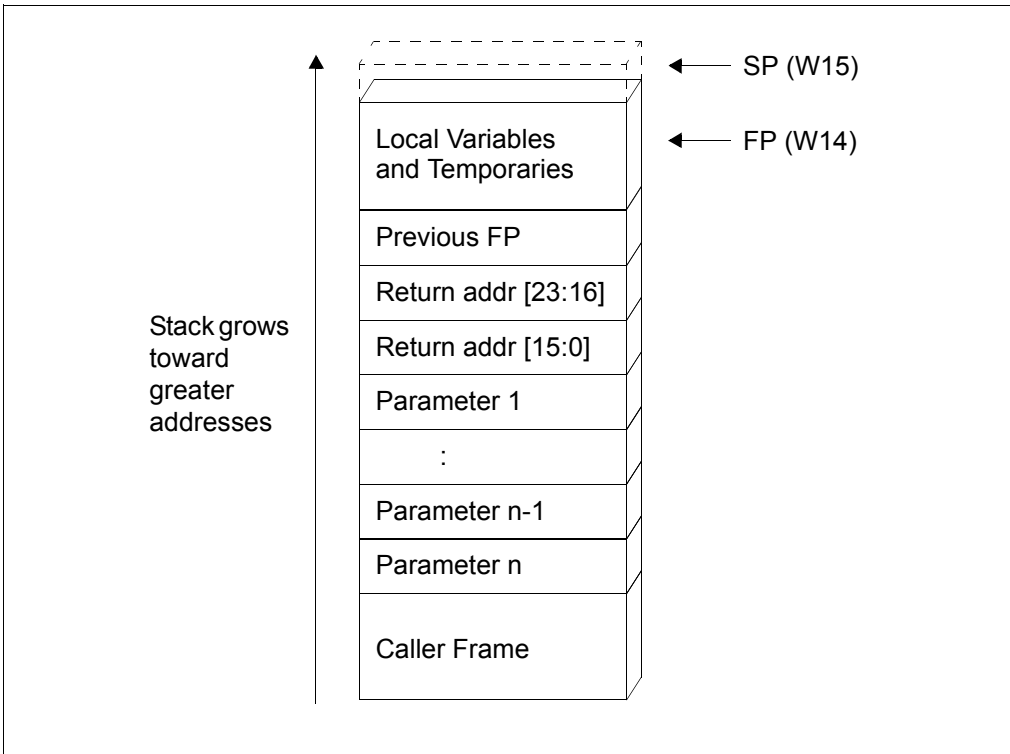 SP (W15)
Local Variables
and Temporaries
FP (W14)
Previous FP
Return addr [23:16]
Stack grows
toward
greater
addresses
Return addr [15:0]
Parameter 1
:
Parameter n-1
Parameter n
Caller Frame